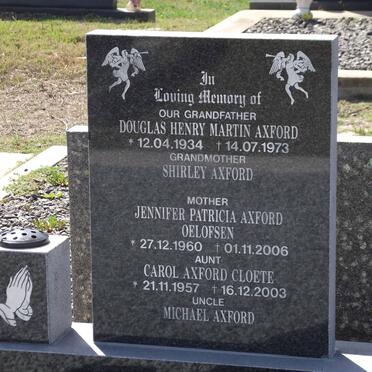 In
Loving Memory of
OUR GRANDFATHER
DOUGLAS HENRY MARTIN AXFORD
* 12.04.1934 † 14.07.1973
GRANDMOTHER
SHIRLEY AXFORD
MOTHER
JENNIFER PATRICIA AXFORD
OELOFSEN
* 27.12.1960 † 01.11.2006
AUNT
CAROL AXFORD CLOETE
* 21.11.1957 † 16.12.2003
UNCLE
MICHAEL AXFORD